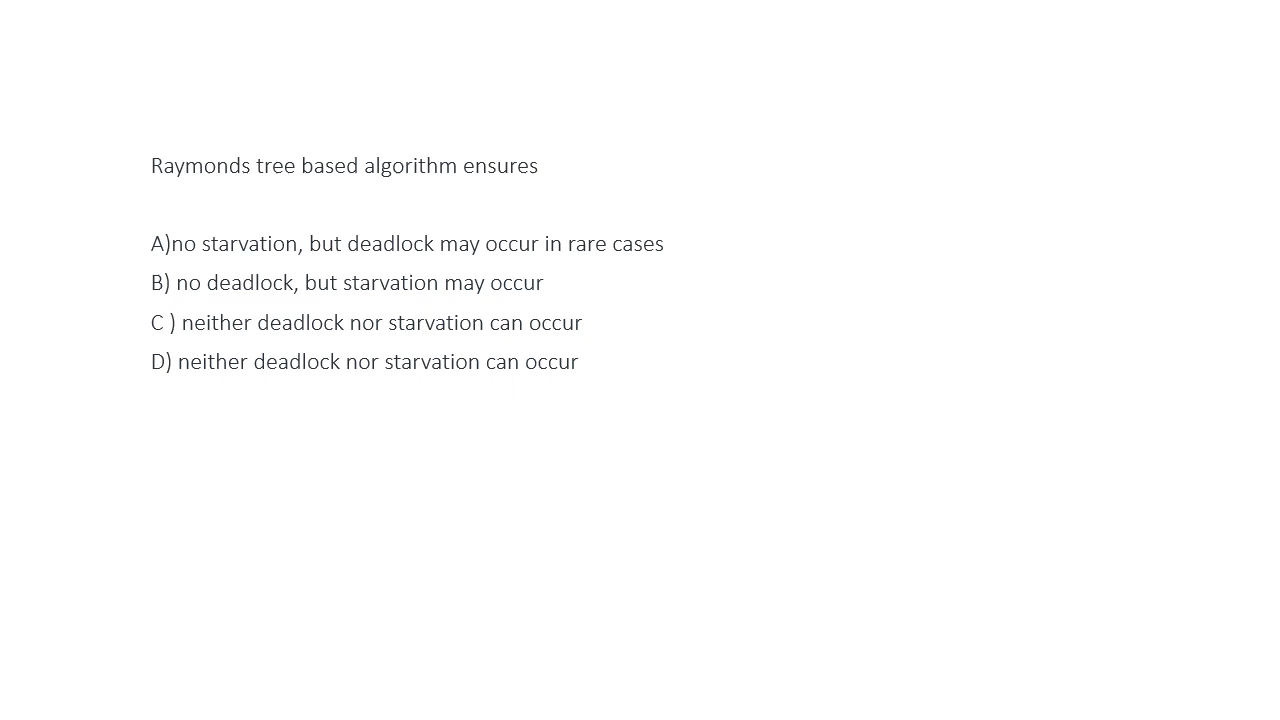 Raymonds tree based algorithm ensures
A)no starvation, but deadlock may occur in rare cases
B) no deadlock, but starvation may occur
C ) neither deadlock nor starvation can occur
D) neither deadlock nor starvation can occur